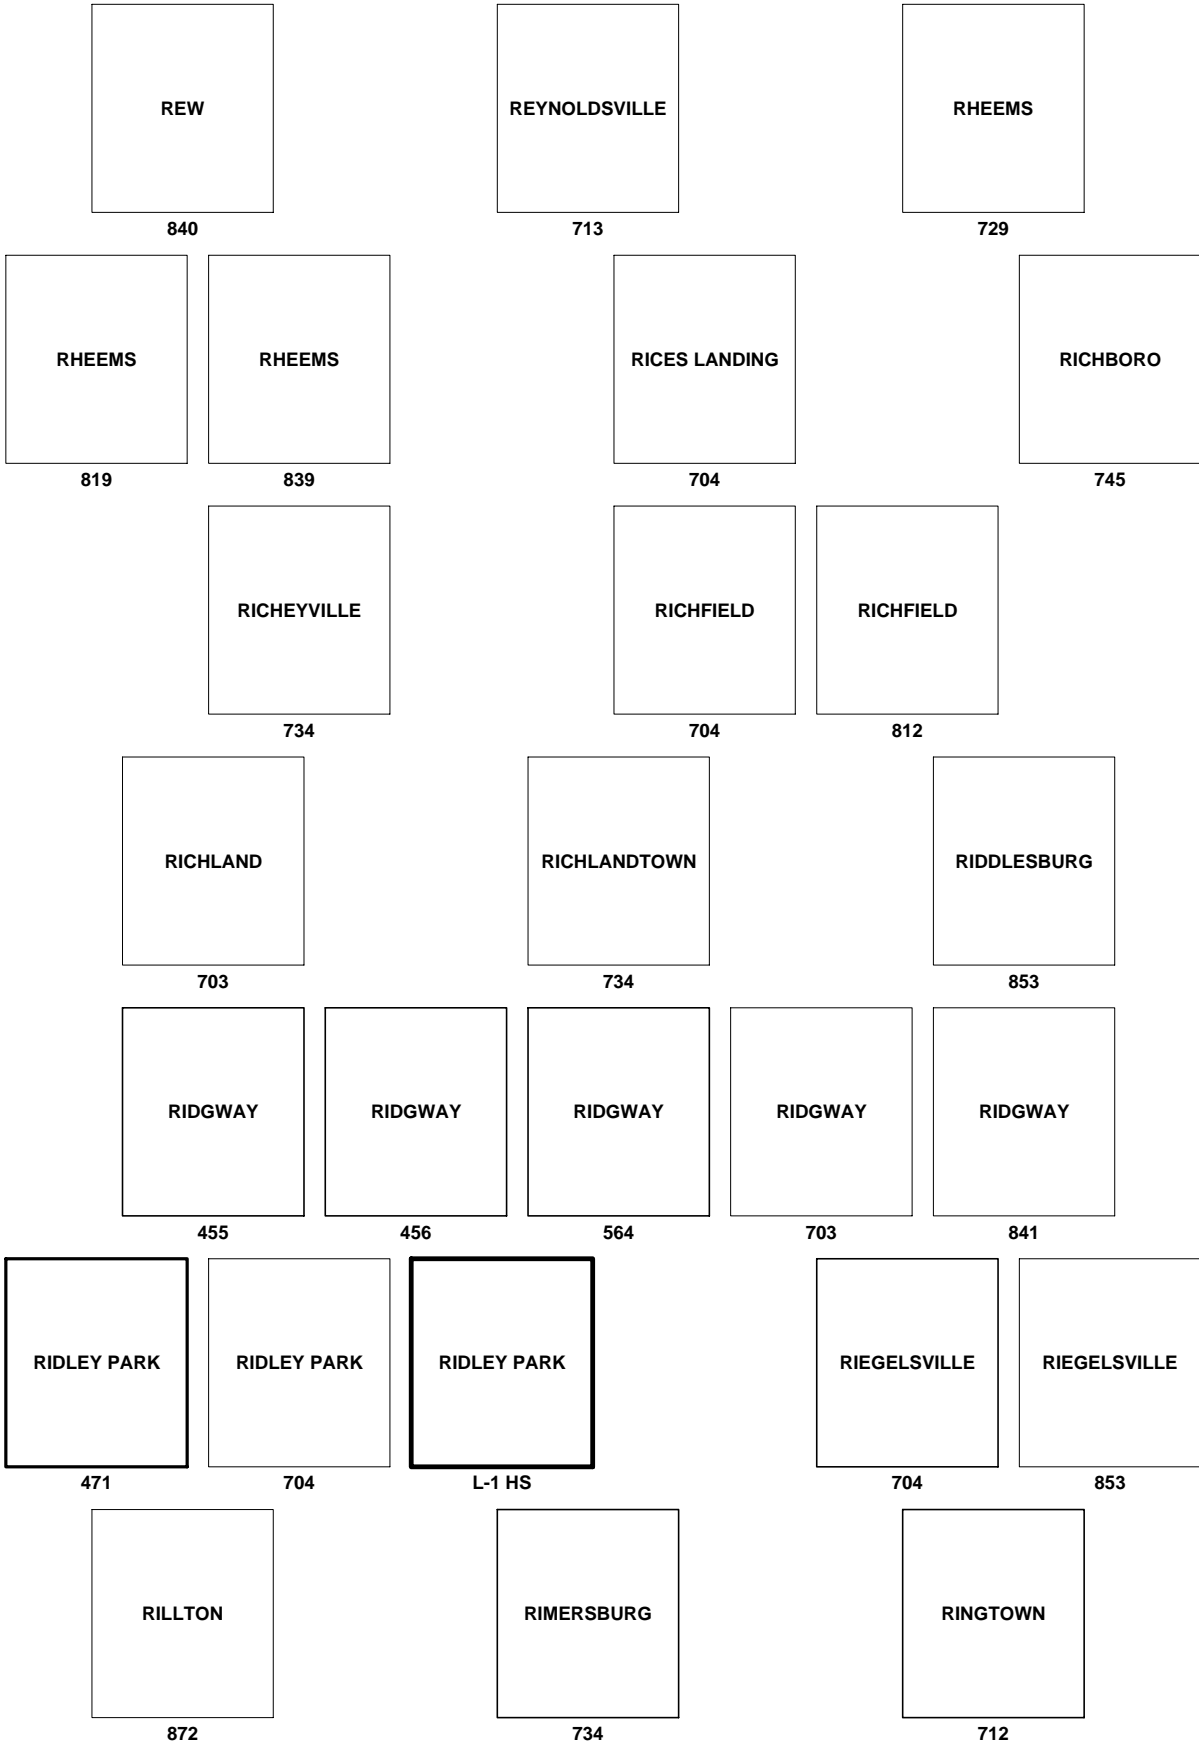 REW REYNOLDSVILLE RHEEMS
840 713 729
RHEEMS RHEEMS RICES LANDING RICHBORO
819 839 704 745
RICHEYVILLE RICHFIELD RICHFIELD
734 704 812
RICHLAND RICHLANDTOWN RIDDLESBURG
703 734 853
RIDGWAY RIDGWAY RIDGWAY RIDGWAY RIDGWAY
455 456 564 703 841
RIDLEY PARK RIDLEY PARK RIDLEY PARK RIEGELSVILLE RIEGELSVILLE
471 704 L-1 HS 704 853
RILLTON RIMERSBURG RINGTOWN
872 734 712